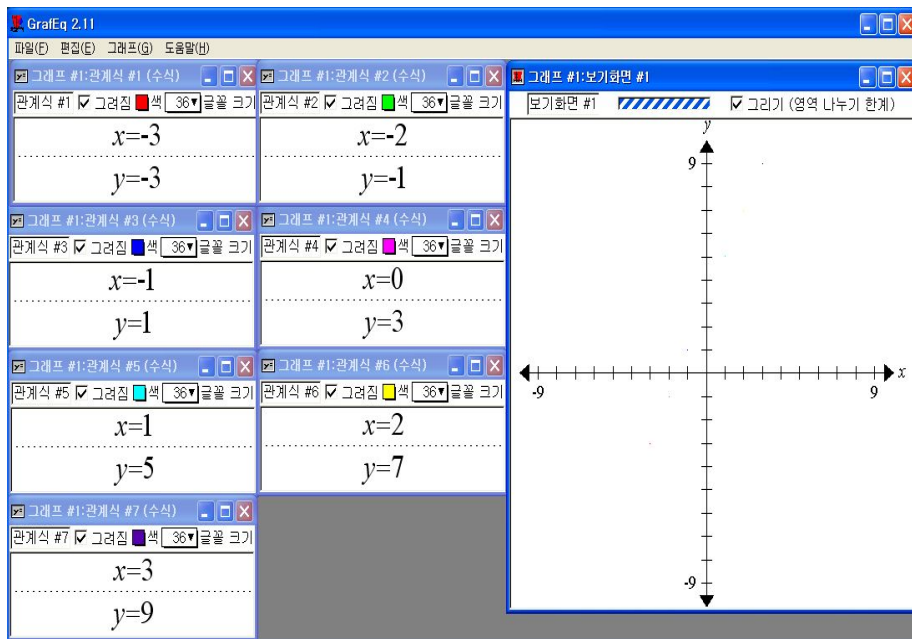 GrafEq 2.11
파일(F) 편집(E) 그래프(G) 도움말(H)
그래프 #1:관계식 #1 (수식)
관계식 #1 그려짐 색 36▼ 글꼴 크기
x=-3
y=-3
그래프 #1:관계식 #2 (수식)
관계식 #2 그려짐 색 36▼ 글꼴 크기
x=-2
y=-1
그래프 #1:관계식 #3 (수식)
관계식 #3 그려짐 색 36▼ 글꼴 크기
x=-1
y=1
그래프 #1:관계식 #4 (수식)
관계식 #4 그려짐 색 36▼ 글꼴 크기
x=0
y=3
그래프 #1:관계식 #5 (수식)
관계식 #5 그려짐 색 36▼ 글꼴 크기
x=1
y=5
그래프 #1:관계식 #6 (수식)
관계식 #6 그려짐 색 36▼ 글꼴 크기
x=2
y=7
그래프 #1:관계식 #7 (수식)
관계식 #7 그려짐 색 36▼ 글꼴 크기
x=3
y=9
그래프 #1:보기화면 #1
보기화면 #1 그리기 (영역 나누기 한계)
y
9
x
-9 9
-9